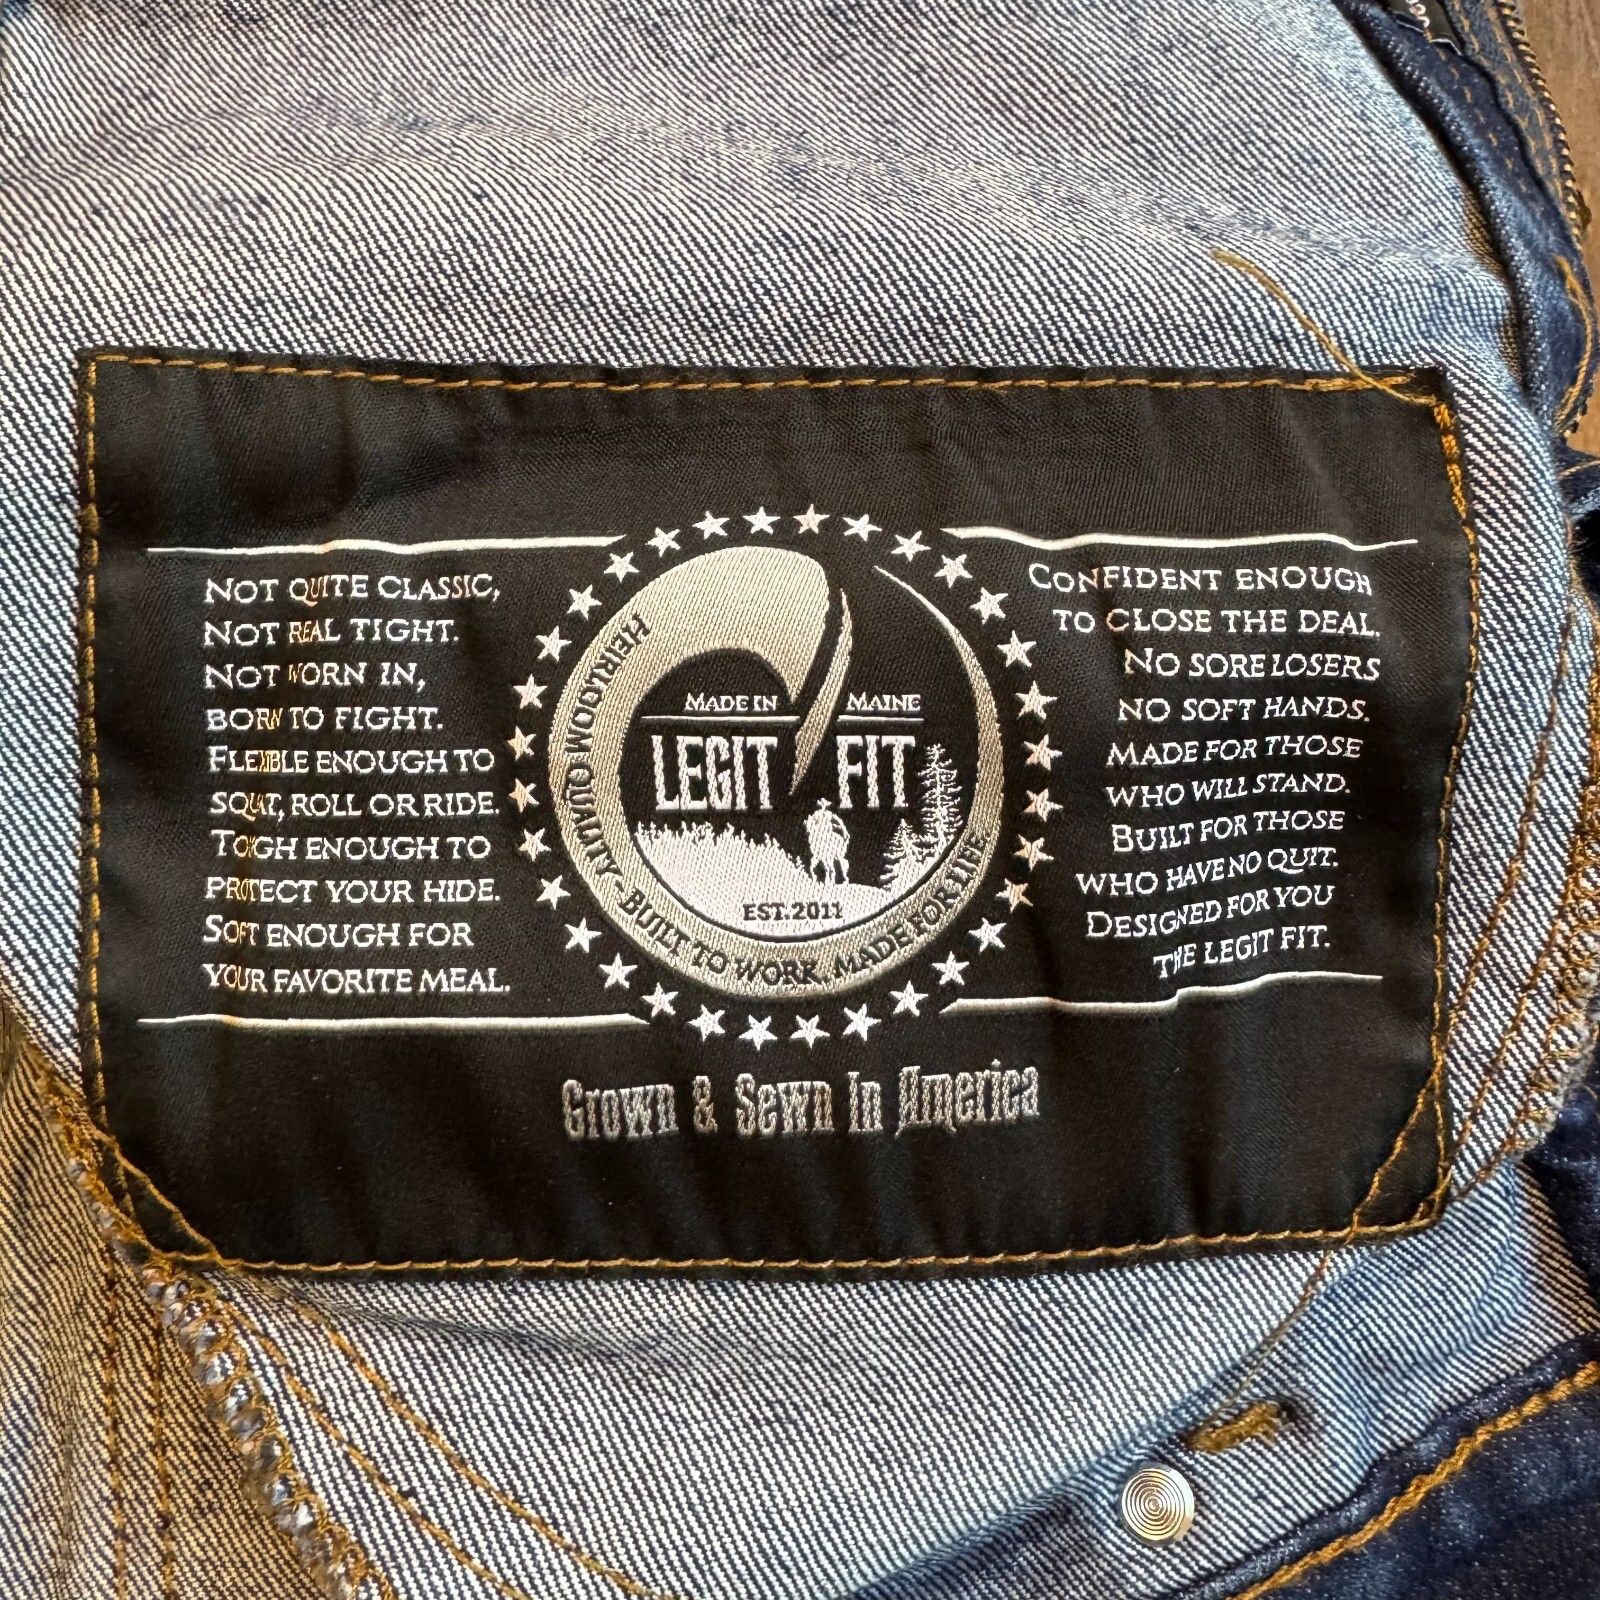 NOT QUITE CLASSIC,
NOT REAL TIGHT.
NOT WORN IN,
BORN TO FIGHT.
FLEXIBLE ENOUGH TO
SQUAT, ROLL OR RIDE.
TOUGH ENOUGH TO
PROTECT YOUR HIDE.
SOFT ENOUGH FOR
YOUR FAVORITE MEAL.
HEIRLOOM QUALITY - BUILT TO WORK, MADE FOR LIFE.
MADE IN MAINE
LEGIT FIT
EST.2011
CONFIDENT ENOUGH
TO CLOSE THE DEAL.
NO SORE LOSERS
NO SOFT HANDS.
MADE FOR THOSE
WHO WILL STAND.
BUILT FOR THOSE
WHO HAVE NO QUIT.
DESIGNED FOR YOU
THE LEGIT FIT.
Grown & Sewn In America